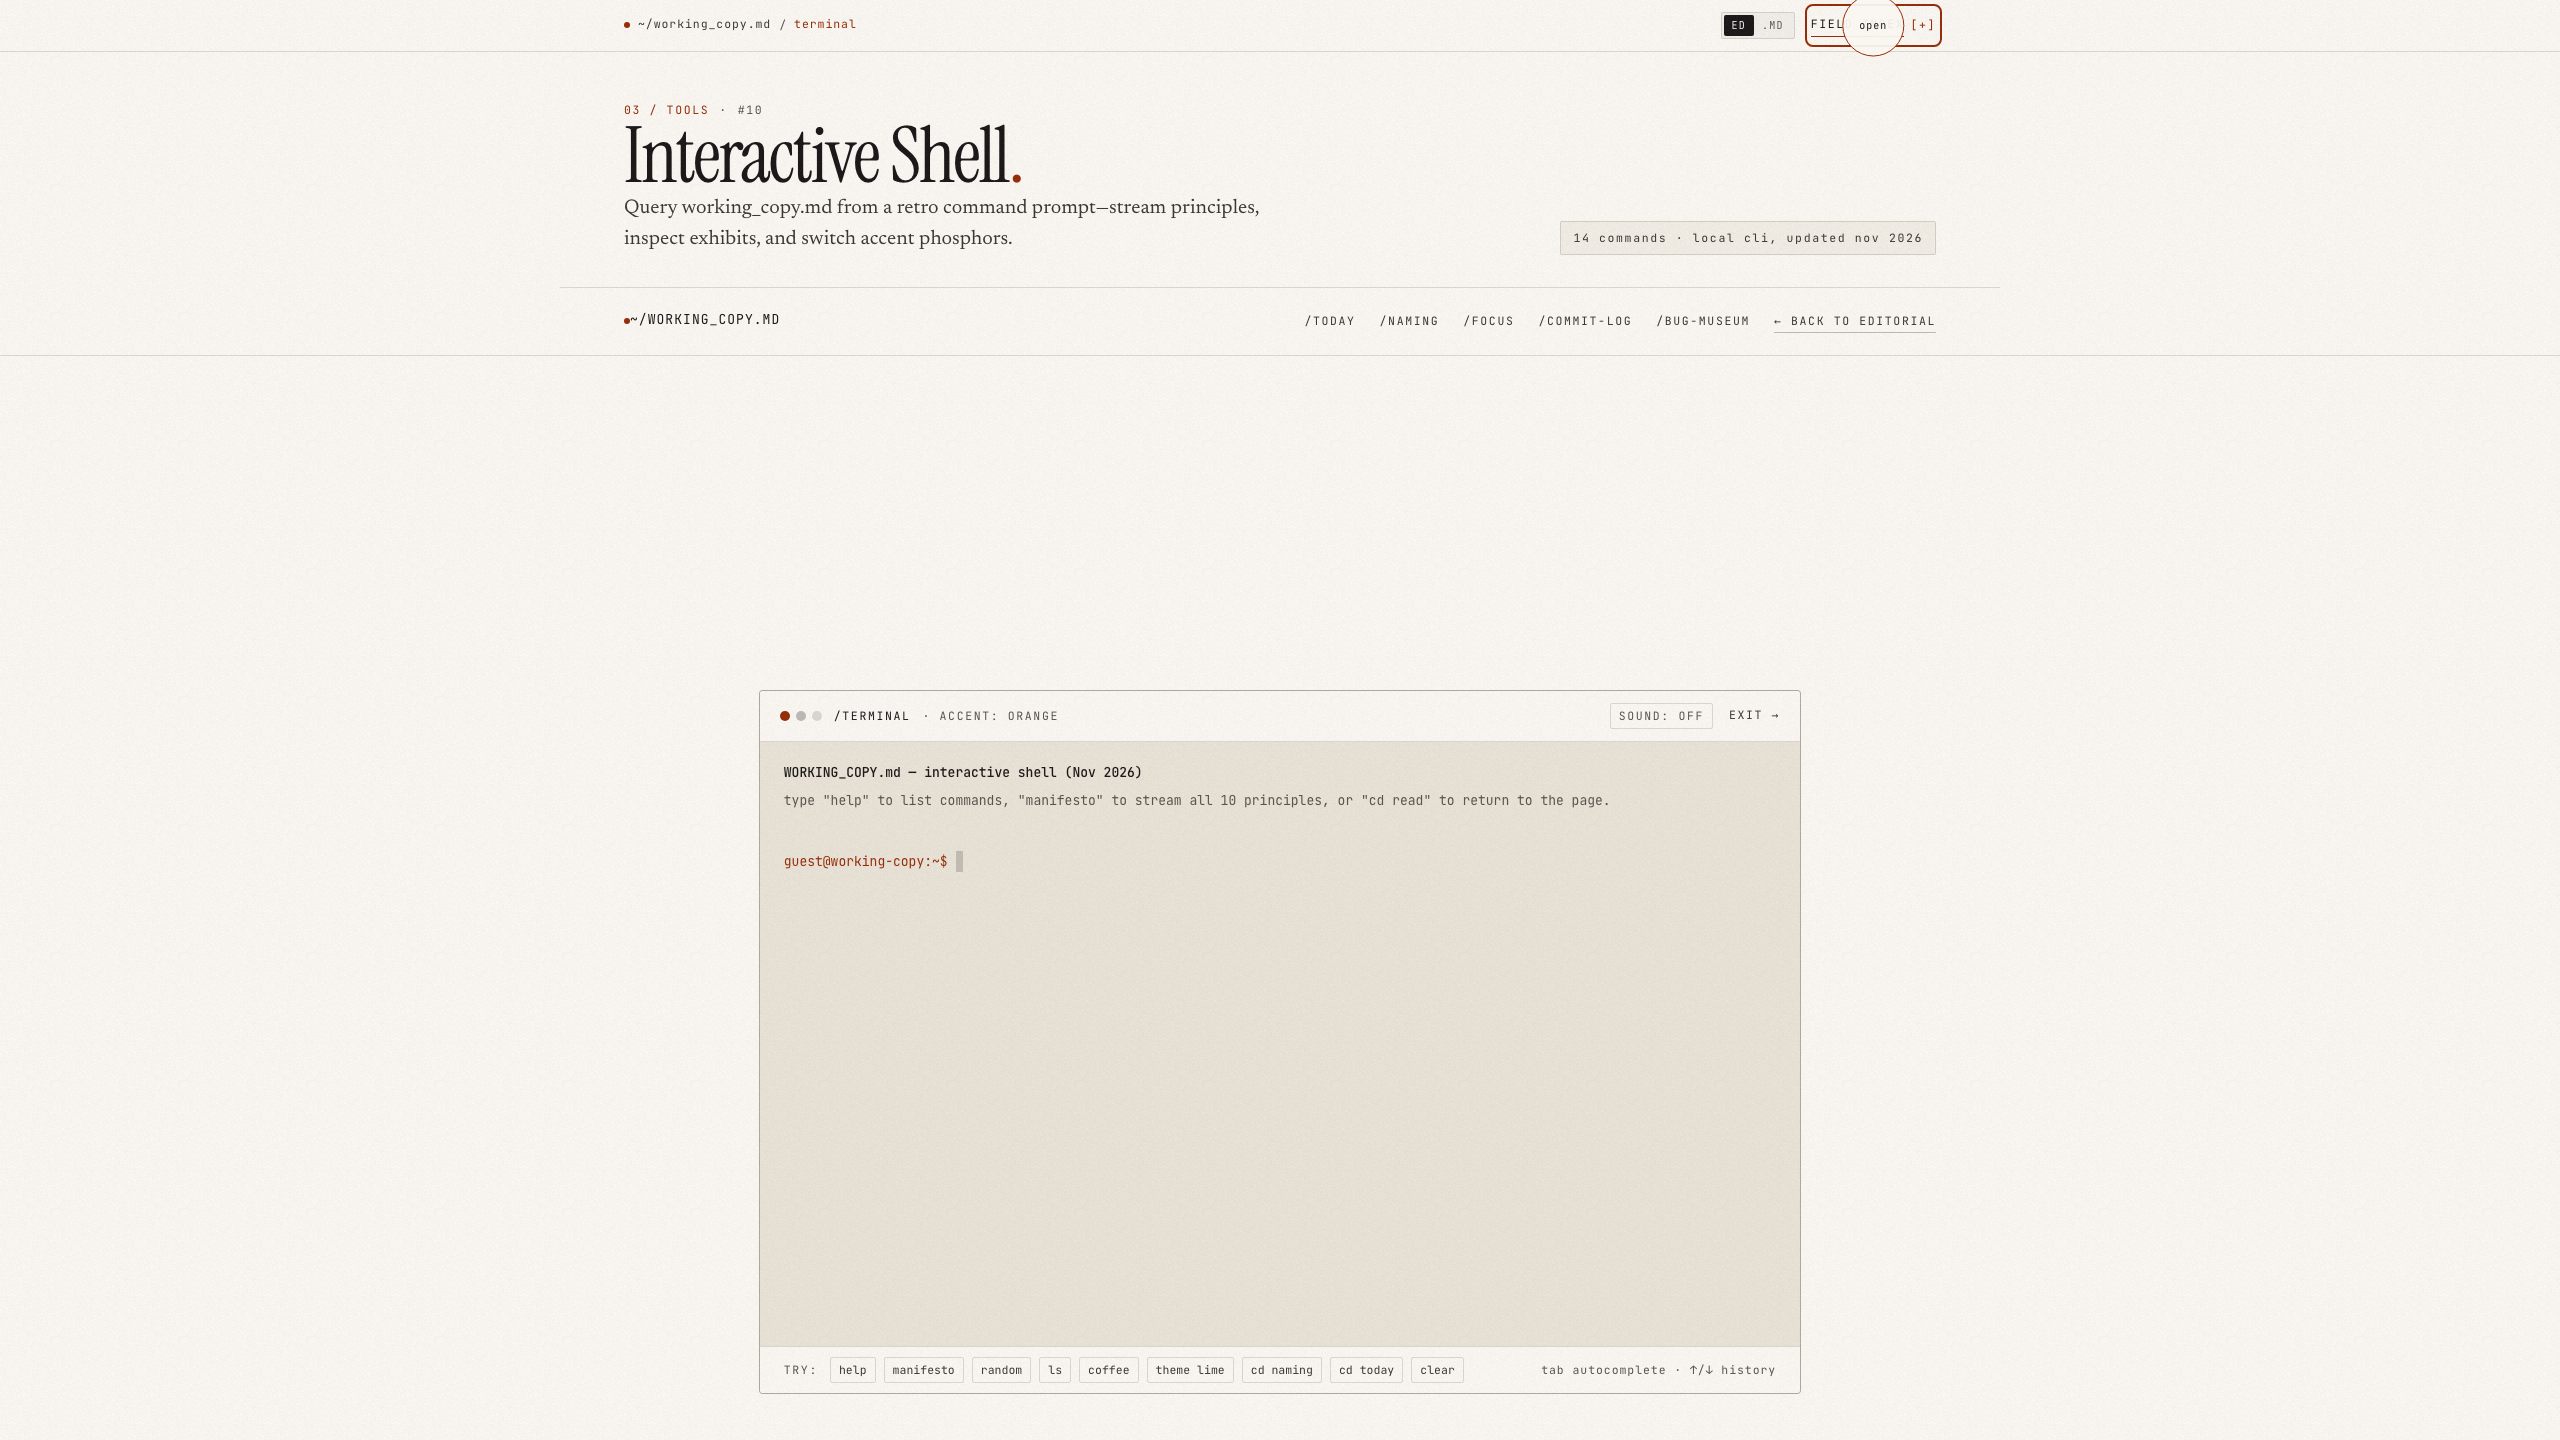 ~/working_copy.md / terminal
ED .MD
open [+]
03 / TOOLS · #10
Interactive Shell.
Query working_copy.md from a retro command prompt—stream principles,
inspect exhibits, and switch accent phosphors.
14 commands · local cli, updated nov 2026
~/WORKING_COPY.MD
/TODAY /NAMING /FOCUS /COMMIT-LOG /BUG-MUSEUM ← BACK TO EDITORIAL
/TERMINAL · ACCENT: ORANGE
SOUND: OFF EXIT →
WORKING_COPY.md — interactive shell (Nov 2026)
type "help" to list commands, "manifesto" to stream all 10 principles, or "cd read" to return to the page.
guest@working-copy:~$
TRY: help manifesto random ls coffee theme lime cd naming cd today clear
tab autocomplete · ↑/↓ history